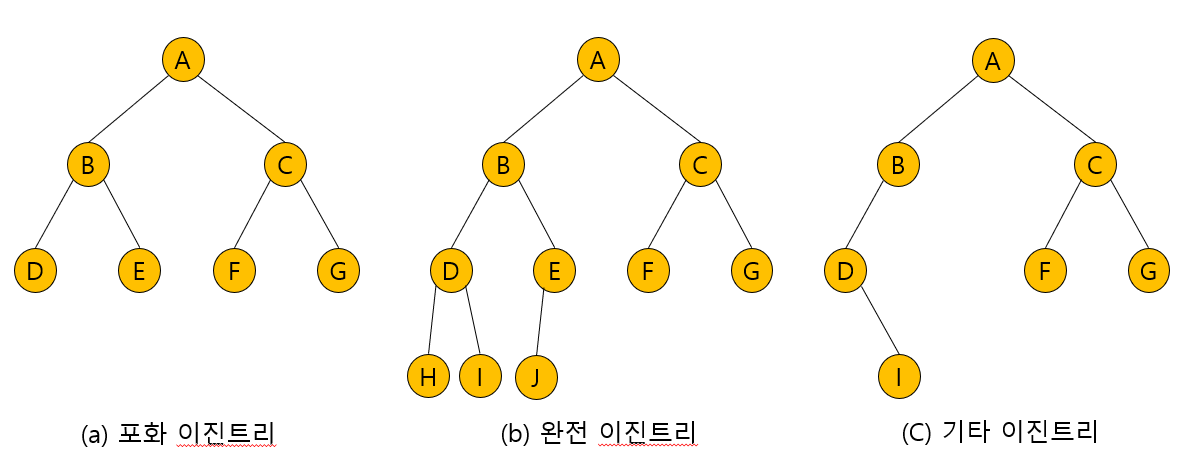 A A A
B C B C B C
D E F G D E F G D F G
H I J I
(a) 포화 이진트리 (b) 완전 이진트리 (C) 기타 이진트리